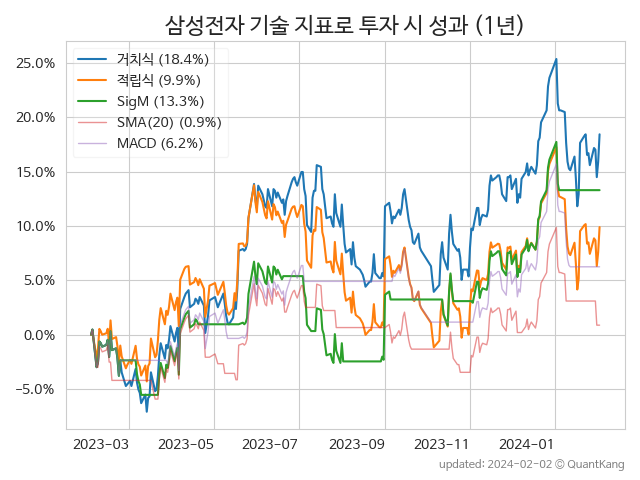 삼성전자 기술 지표로 투자 시 성과 (1년)
25.0%
20.0%
15.0%
10.0%
5.0%
0.0%
−5.0%
거치식 (18.4%)
적립식 (9.9%)
SigM (13.3%)
SMA(20) (0.9%)
MACD (6.2%)
2023-03 2023-05 2023-07 2023-09 2023-11 2024-01
updated: 2024-02-02 © QuantKang